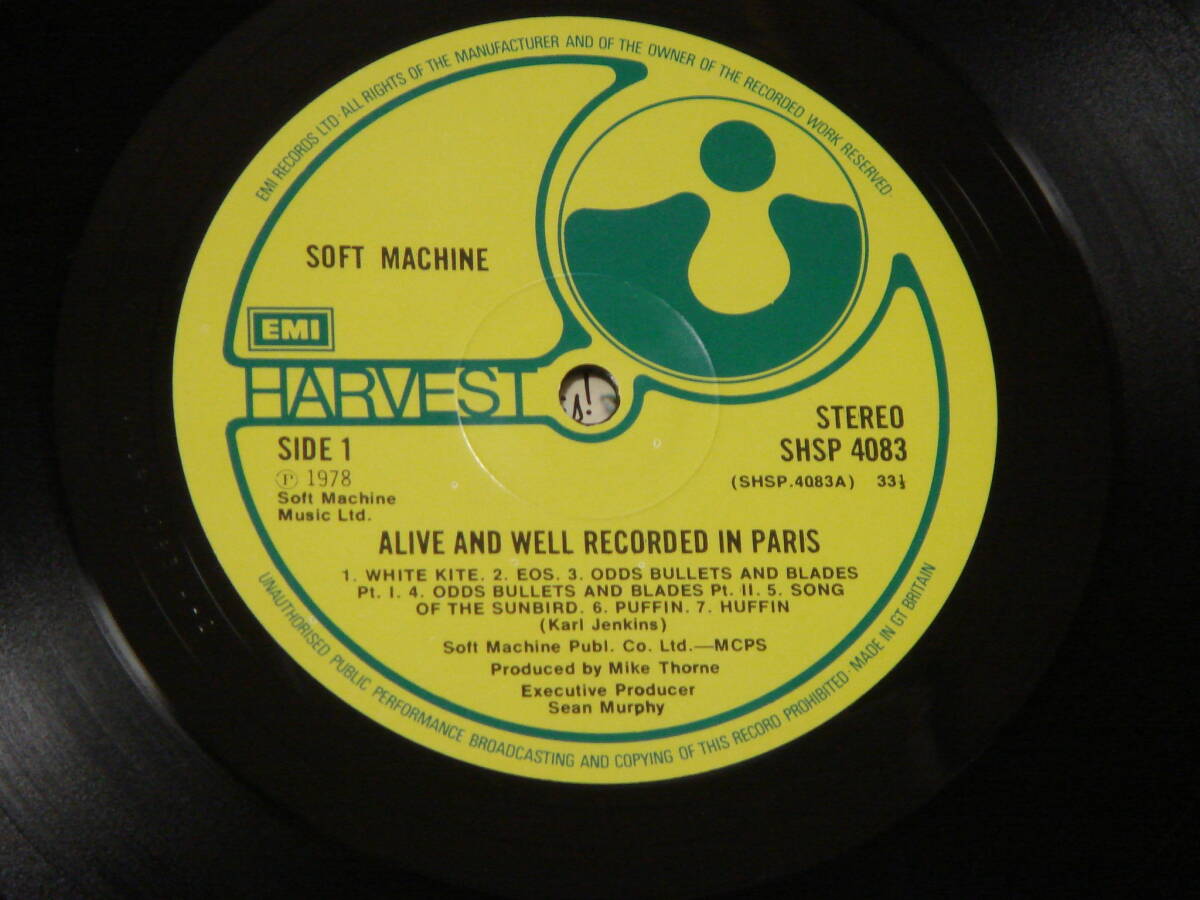 EMI RECORDS LTD·ALL RIGHTS OF THE MANUFACTURER AND OF THE OWNER OF THE RECORDED WORK RESERVED·
SOFT MACHINE
EMI
HARVEST
SIDE 1
Ⓟ 1978
Soft Machine
Music Ltd.
STEREO
SHSP 4083
(SHSP.4083A) 33⅓
ALIVE AND WELL RECORDED IN PARIS
1. WHITE KITE. 2. EOS. 3. ODDS BULLETS AND BLADES
Pt. I. 4. ODDS BULLETS AND BLADES Pt. II. 5. SONG
OF THE SUNBIRD. 6. PUFFIN. 7. HUFFIN
(Karl Jenkins)
Soft Machine Publ. Co. Ltd.—MCPS
Produced by Mike Thorne
Executive Producer
Sean Murphy
UNAUTHORISED PUBLIC PERFORMANCE BROADCASTING AND COPYING OF THIS RECORD PROHIBITED·MADE IN GT BRITAIN